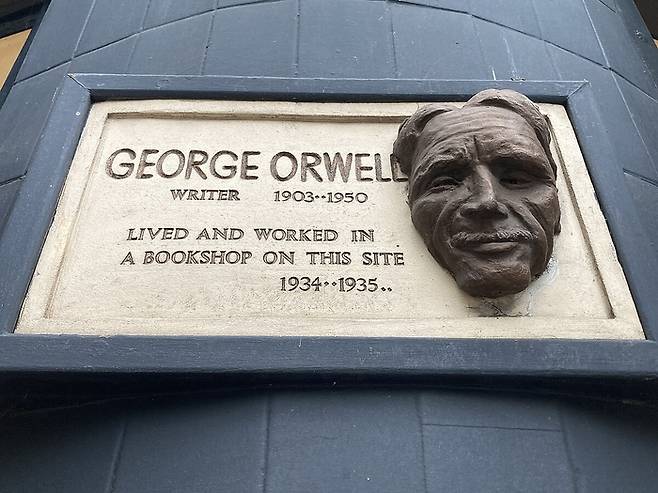 GEORGE ORWELL
WRITER 1903··1950
LIVED AND WORKED IN
A BOOKSHOP ON THIS SITE
1934··1935..